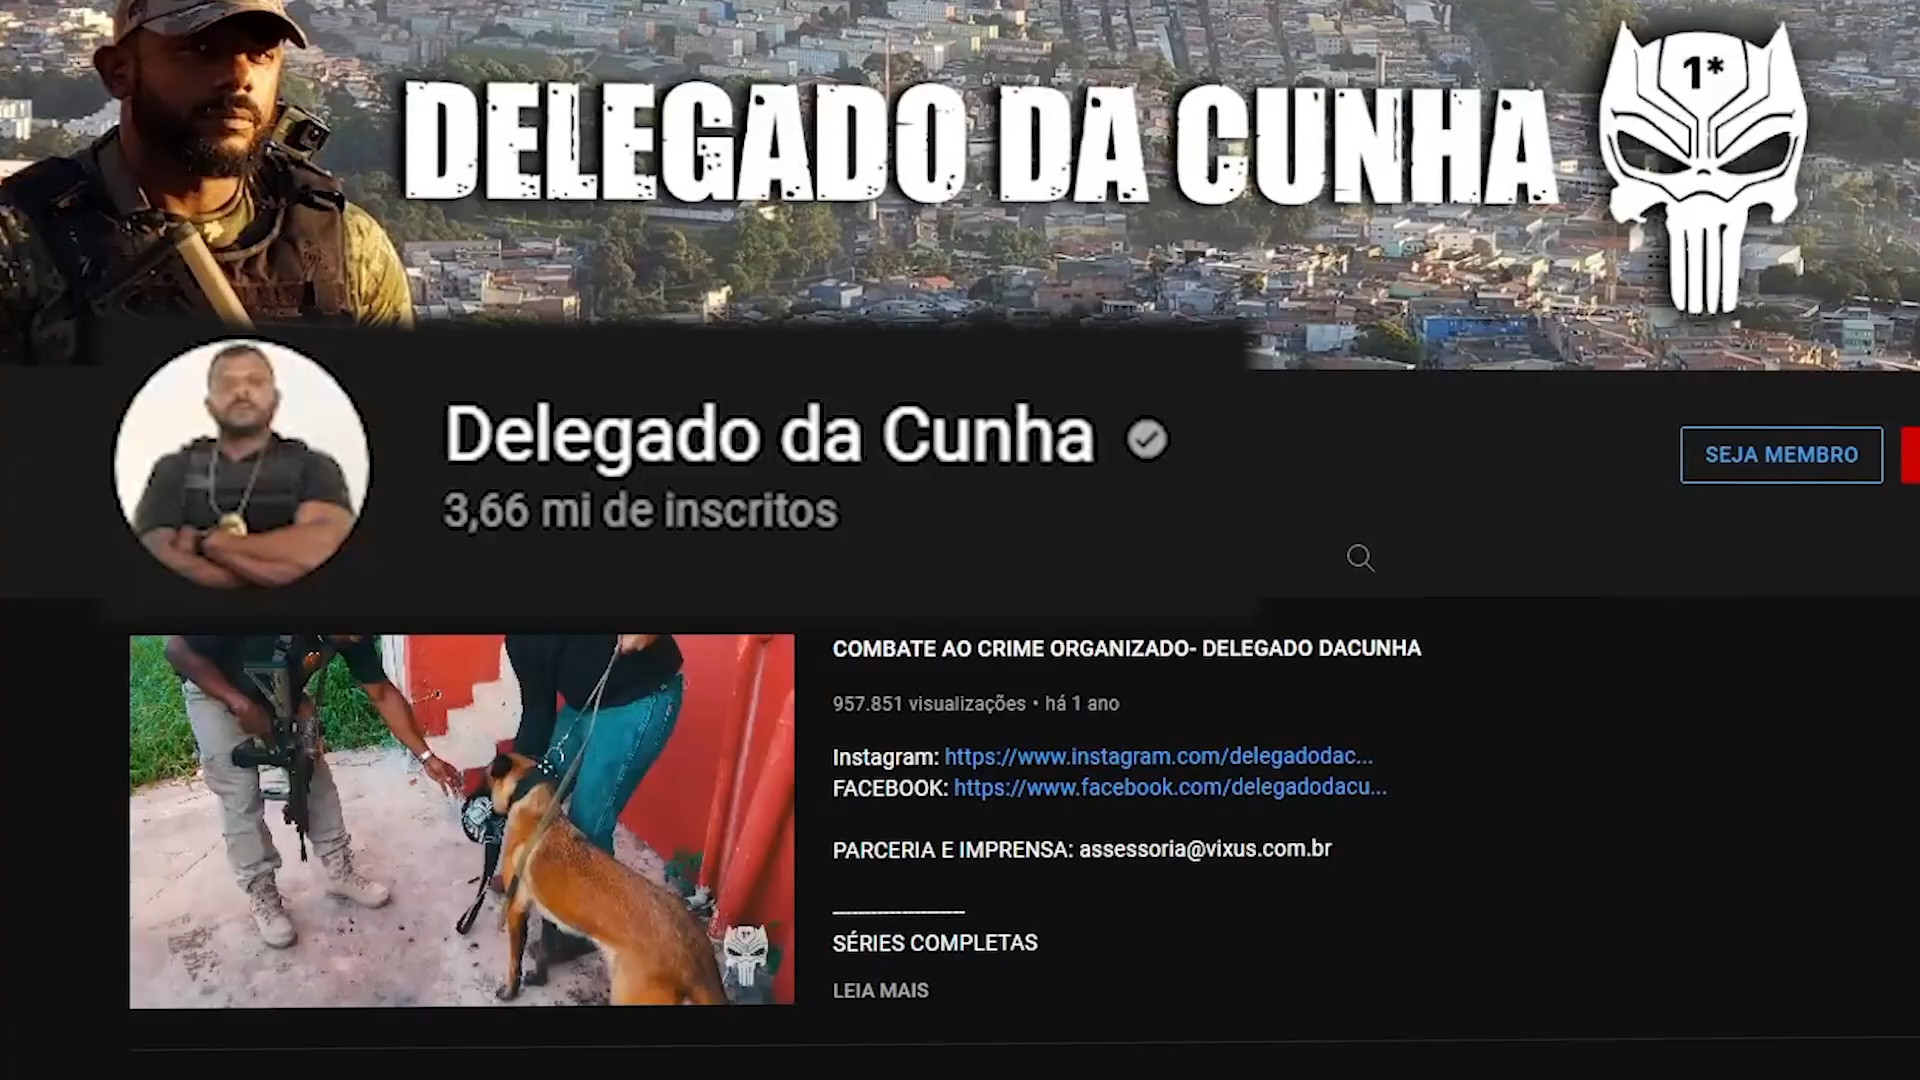 DELEGADO DA CUNHA
1*
Delegado da Cunha
3,66 mi de inscritos
SEJA MEMBRO
COMBATE AO CRIME ORGANIZADO- DELEGADO DACUNHA
957.851 visualizações • há 1 ano
Instagram: https://www.instagram.com/delegadodac...
FACEBOOK: https://www.facebook.com/delegadodacu...
PARCERIA E IMPRENSA: assessoria@vixus.com.br
____________
SÉRIES COMPLETAS
LEIA MAIS